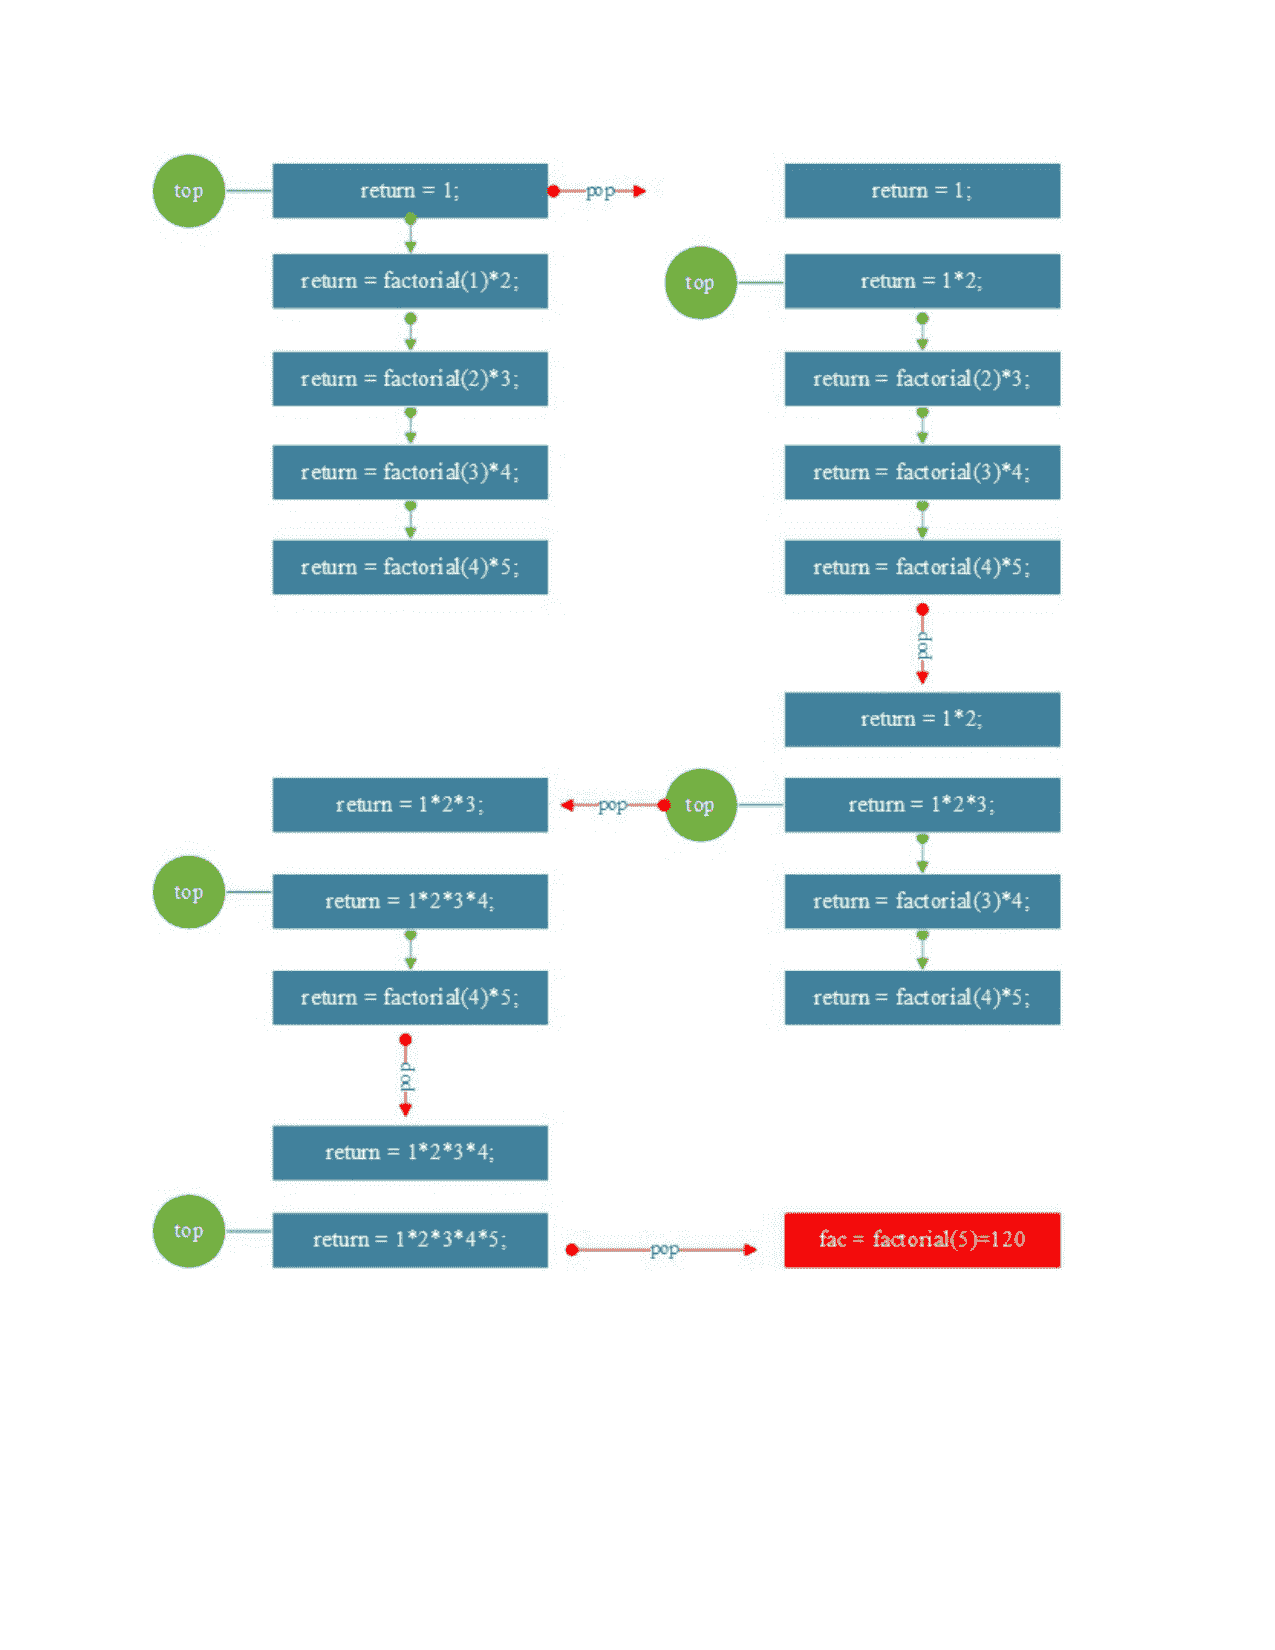 top
return = 1;
pop
return = 1;
return = factorial(1)*2;
top
return = 1*2;
return = factorial(2)*3;
return = factorial(2)*3;
return = factorial(3)*4;
return = factorial(3)*4;
return = factorial(4)*5;
return = factorial(4)*5;
pop
return = 1*2;
return = 1*2*3;
pop
top
return = 1*2*3;
top
return = 1*2*3*4;
return = factorial(3)*4;
return = factorial(4)*5;
return = factorial(4)*5;
pop
return = 1*2*3*4;
top
return = 1*2*3*4*5;
pop
fac = factorial(5)=120